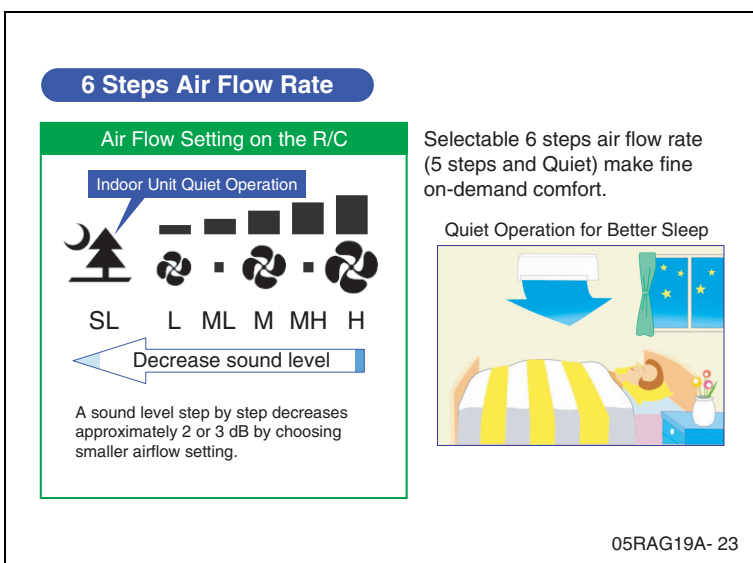 6 Steps Air Flow Rate
Air Flow Setting on the R/C
Indoor Unit Quiet Operation
SL L ML M MH H
Decrease sound level
A sound level step by step decreases
approximately 2 or 3 dB by choosing
smaller airflow setting.
Selectable 6 steps air flow rate
(5 steps and Quiet) make fine
on-demand comfort.
Quiet Operation for Better Sleep
05RAG19A- 23